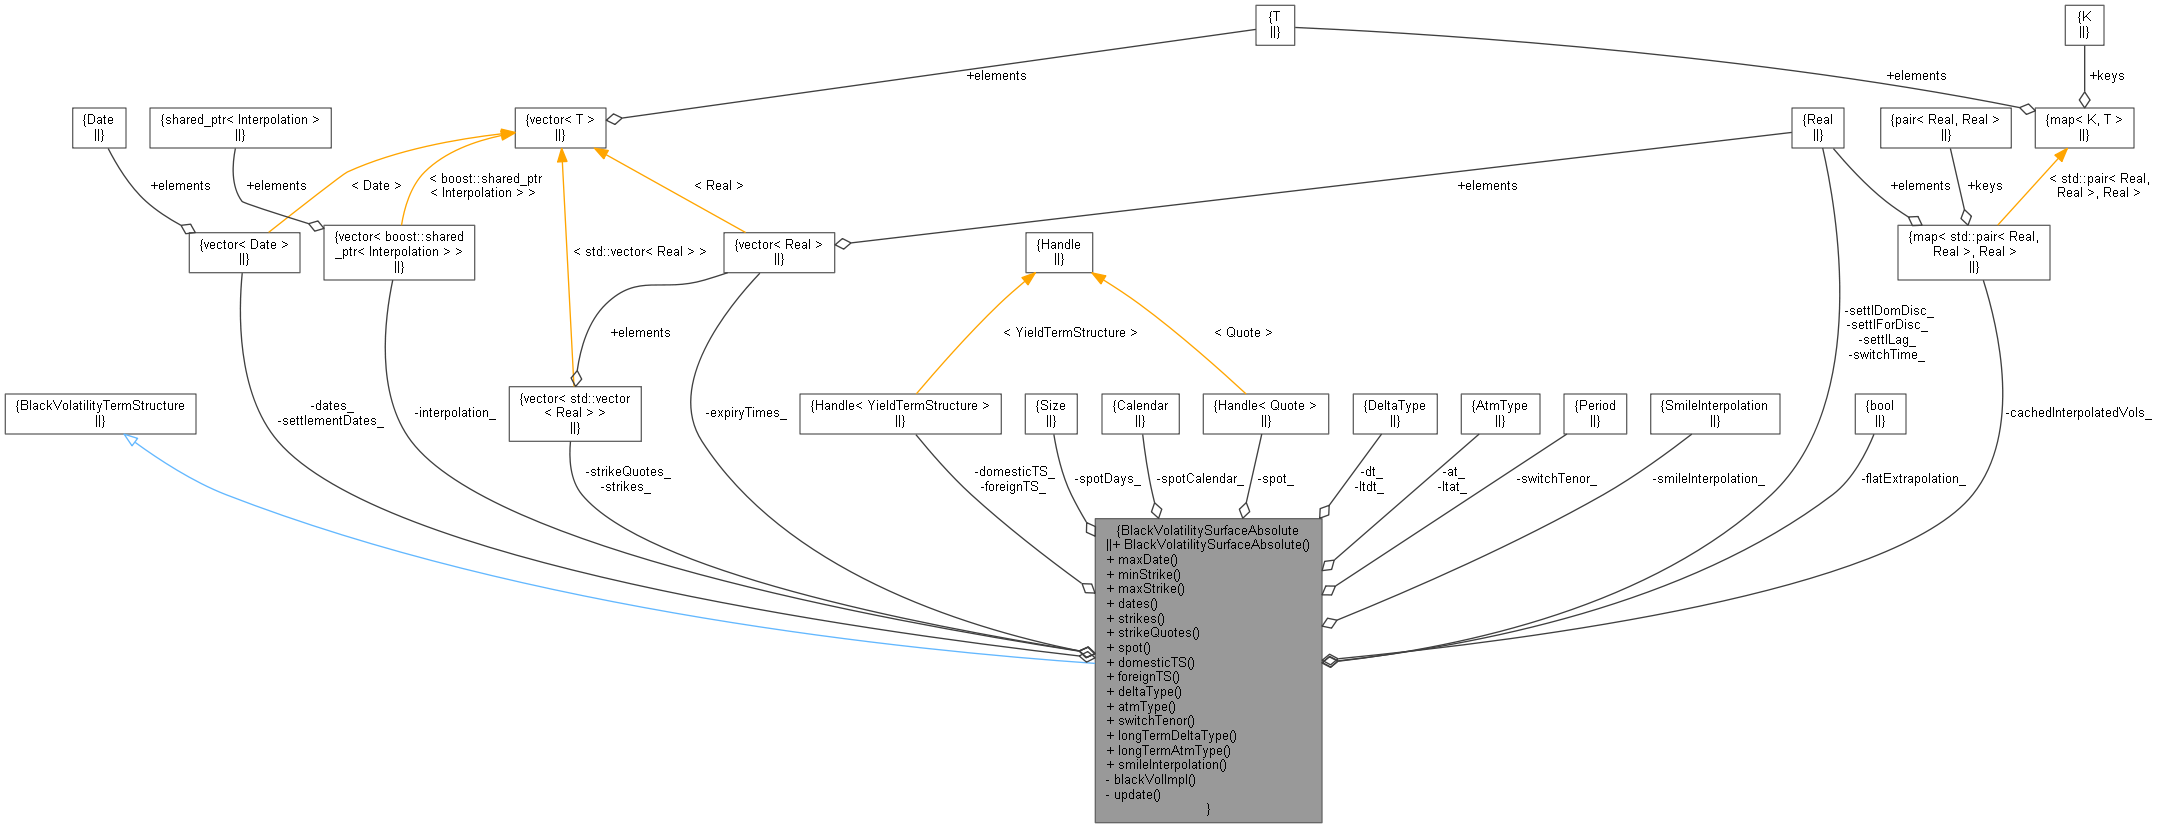 {T
||}
{K
||}
+elements
+elements
+keys
{Date
||}
{shared_ptr< Interpolation >
||}
{vector< T >
||}
{Real
||}
{pair< Real, Real >
||}
{map< K, T >
||}
+elements
+elements
< Date >
< boost::shared_ptr
< Interpolation > >
< Real >
+elements
+elements
+keys
< std::pair< Real,
Real >, Real >
{vector< Date >
||}
{vector< boost::shared
_ptr< Interpolation > >
||}
< std::vector< Real > >
{vector< Real >
||}
{Handle
||}
{map< std::pair< Real,
Real >, Real >
||}
+elements
< YieldTermStructure >
< Quote >
-settlDomDisc_
-settlForDisc_
-settlLag_
-switchTime_
{BlackVolatilityTermStructure
||}
-dates_
-settlementDates_
-interpolation_
{vector< std::vector
< Real > >
||}
-expiryTimes_
{Handle< YieldTermStructure >
||}
{Size
||}
{Calendar
||}
{Handle< Quote >
||}
{DeltaType
||}
{AtmType
||}
{Period
||}
{SmileInterpolation
||}
{bool
||}
-cachedInterpolatedVols_
-strikeQuotes_
-strikes_
-domesticTS_
-foreignTS_
-spotDays_
-spotCalendar_
-spot_
-dt_
-ltdt_
-at_
-ltat_
-switchTenor_
-smileInterpolation_
-flatExtrapolation_
{BlackVolatilitySurfaceAbsolute
||+ BlackVolatilitySurfaceAbsolute()
+ maxDate()
+ minStrike()
+ maxStrike()
+ dates()
+ strikes()
+ strikeQuotes()
+ spot()
+ domesticTS()
+ foreignTS()
+ deltaType()
+ atmType()
+ switchTenor()
+ longTermDeltaType()
+ longTermAtmType()
+ smileInterpolation()
- blackVolImpl()
- update()
}